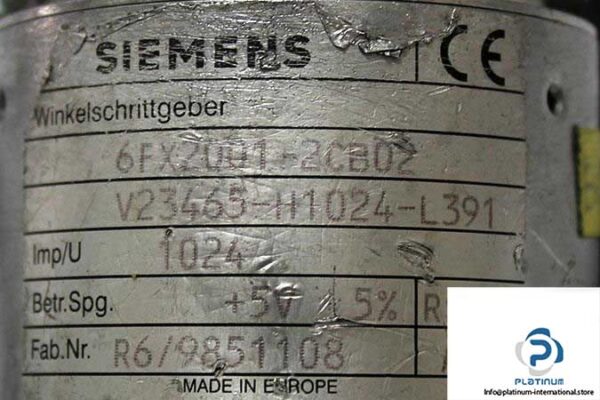 SIEMENS CE
Winkelschrittgeber
6FX2001-2CB02
V23465-H1024-L391
Imp/U 1024
Betr.Spg. +5V 5% R
Fab.Nr. R6/9851108
MADE IN EUROPE
PLATINUM
Info@platinum-international.store